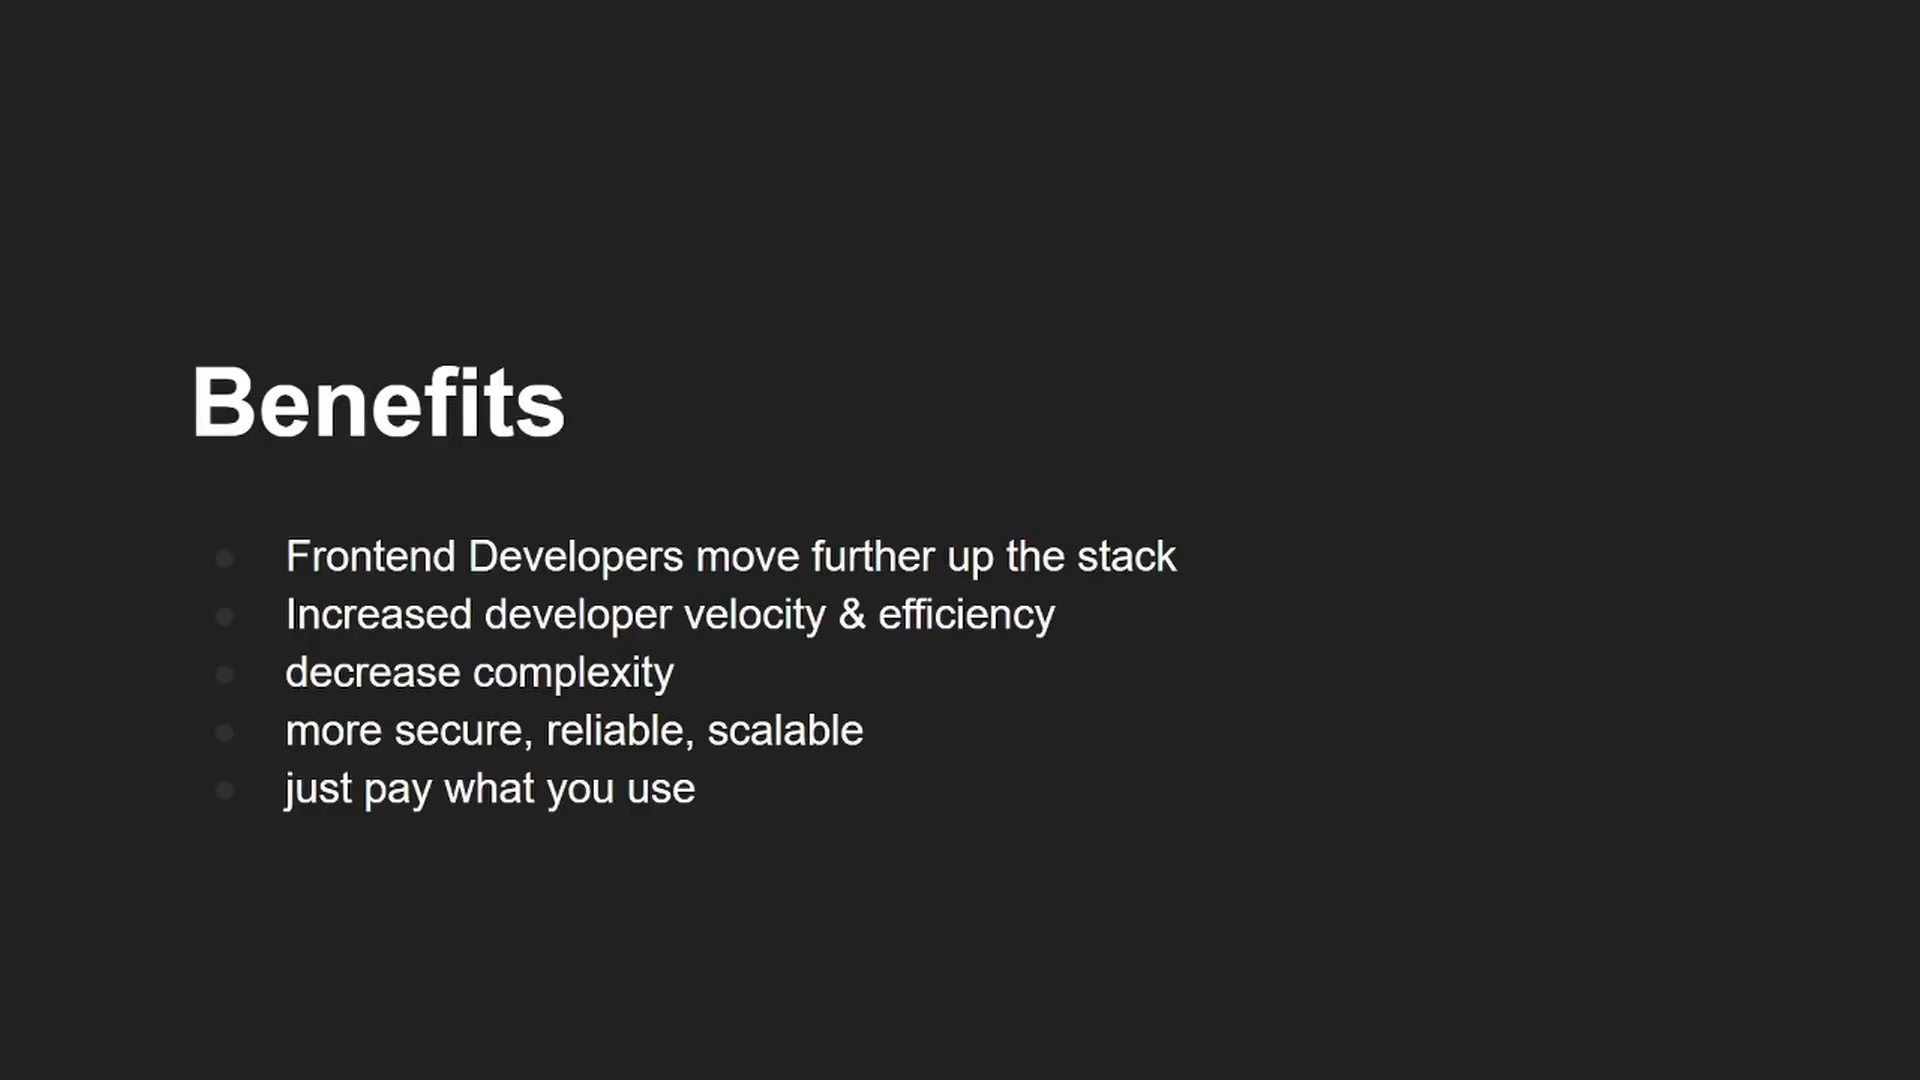 Benefits
Frontend Developers move further up the stack
Increased developer velocity & efficiency
decrease complexity
more secure, reliable, scalable
just pay what you use